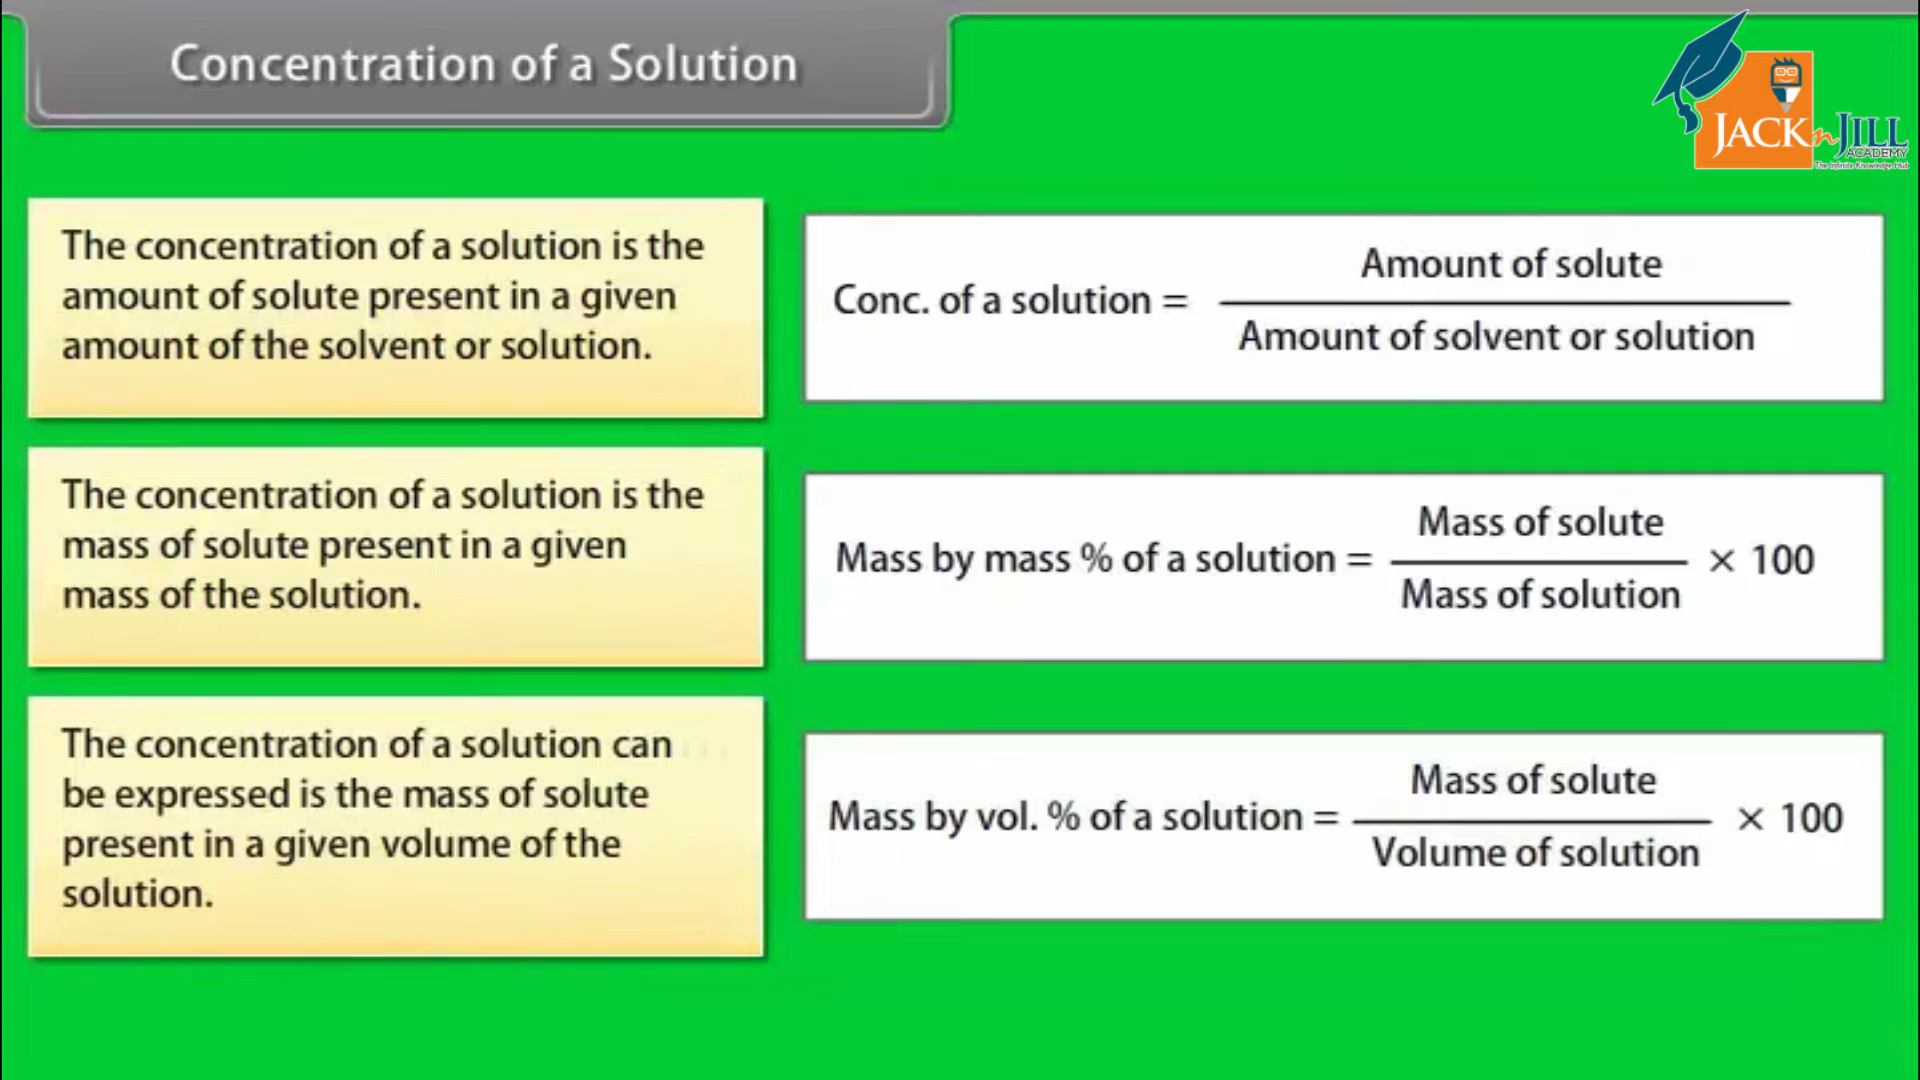 Concentration of a Solution
JACK n JILL
ACADEMY
The Infinite Knowledge Hub
The concentration of a solution is the
amount of solute present in a given
amount of the solvent or solution.
Conc. of a solution = Amount of solute
Amount of solvent or solution
The concentration of a solution is the
mass of solute present in a given
mass of the solution.
Mass by mass % of a solution = Mass of solute
Mass of solution × 100
The concentration of a solution can
be expressed is the mass of solute
present in a given volume of the
solution.
Mass by vol. % of a solution = Mass of solute
Volume of solution × 100